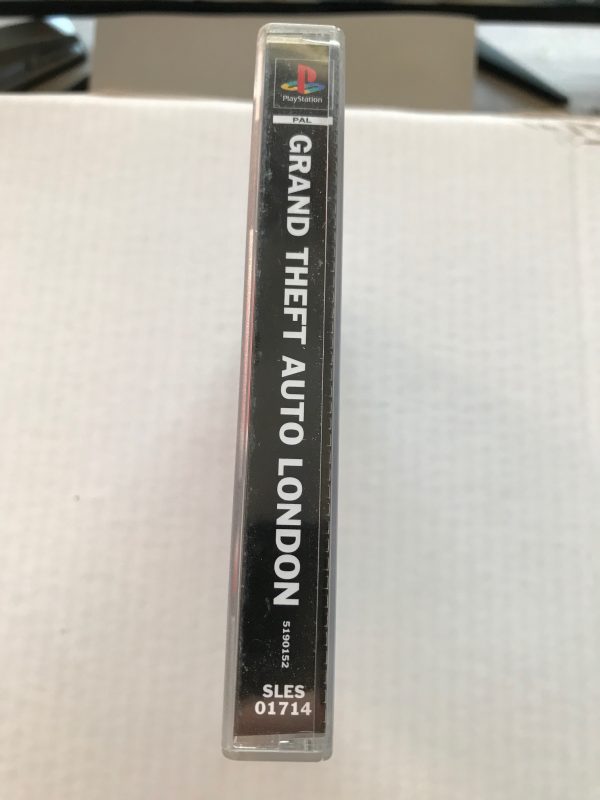 PlayStation
PAL
GRAND THEFT AUTO LONDON
5190152
SLES
01714